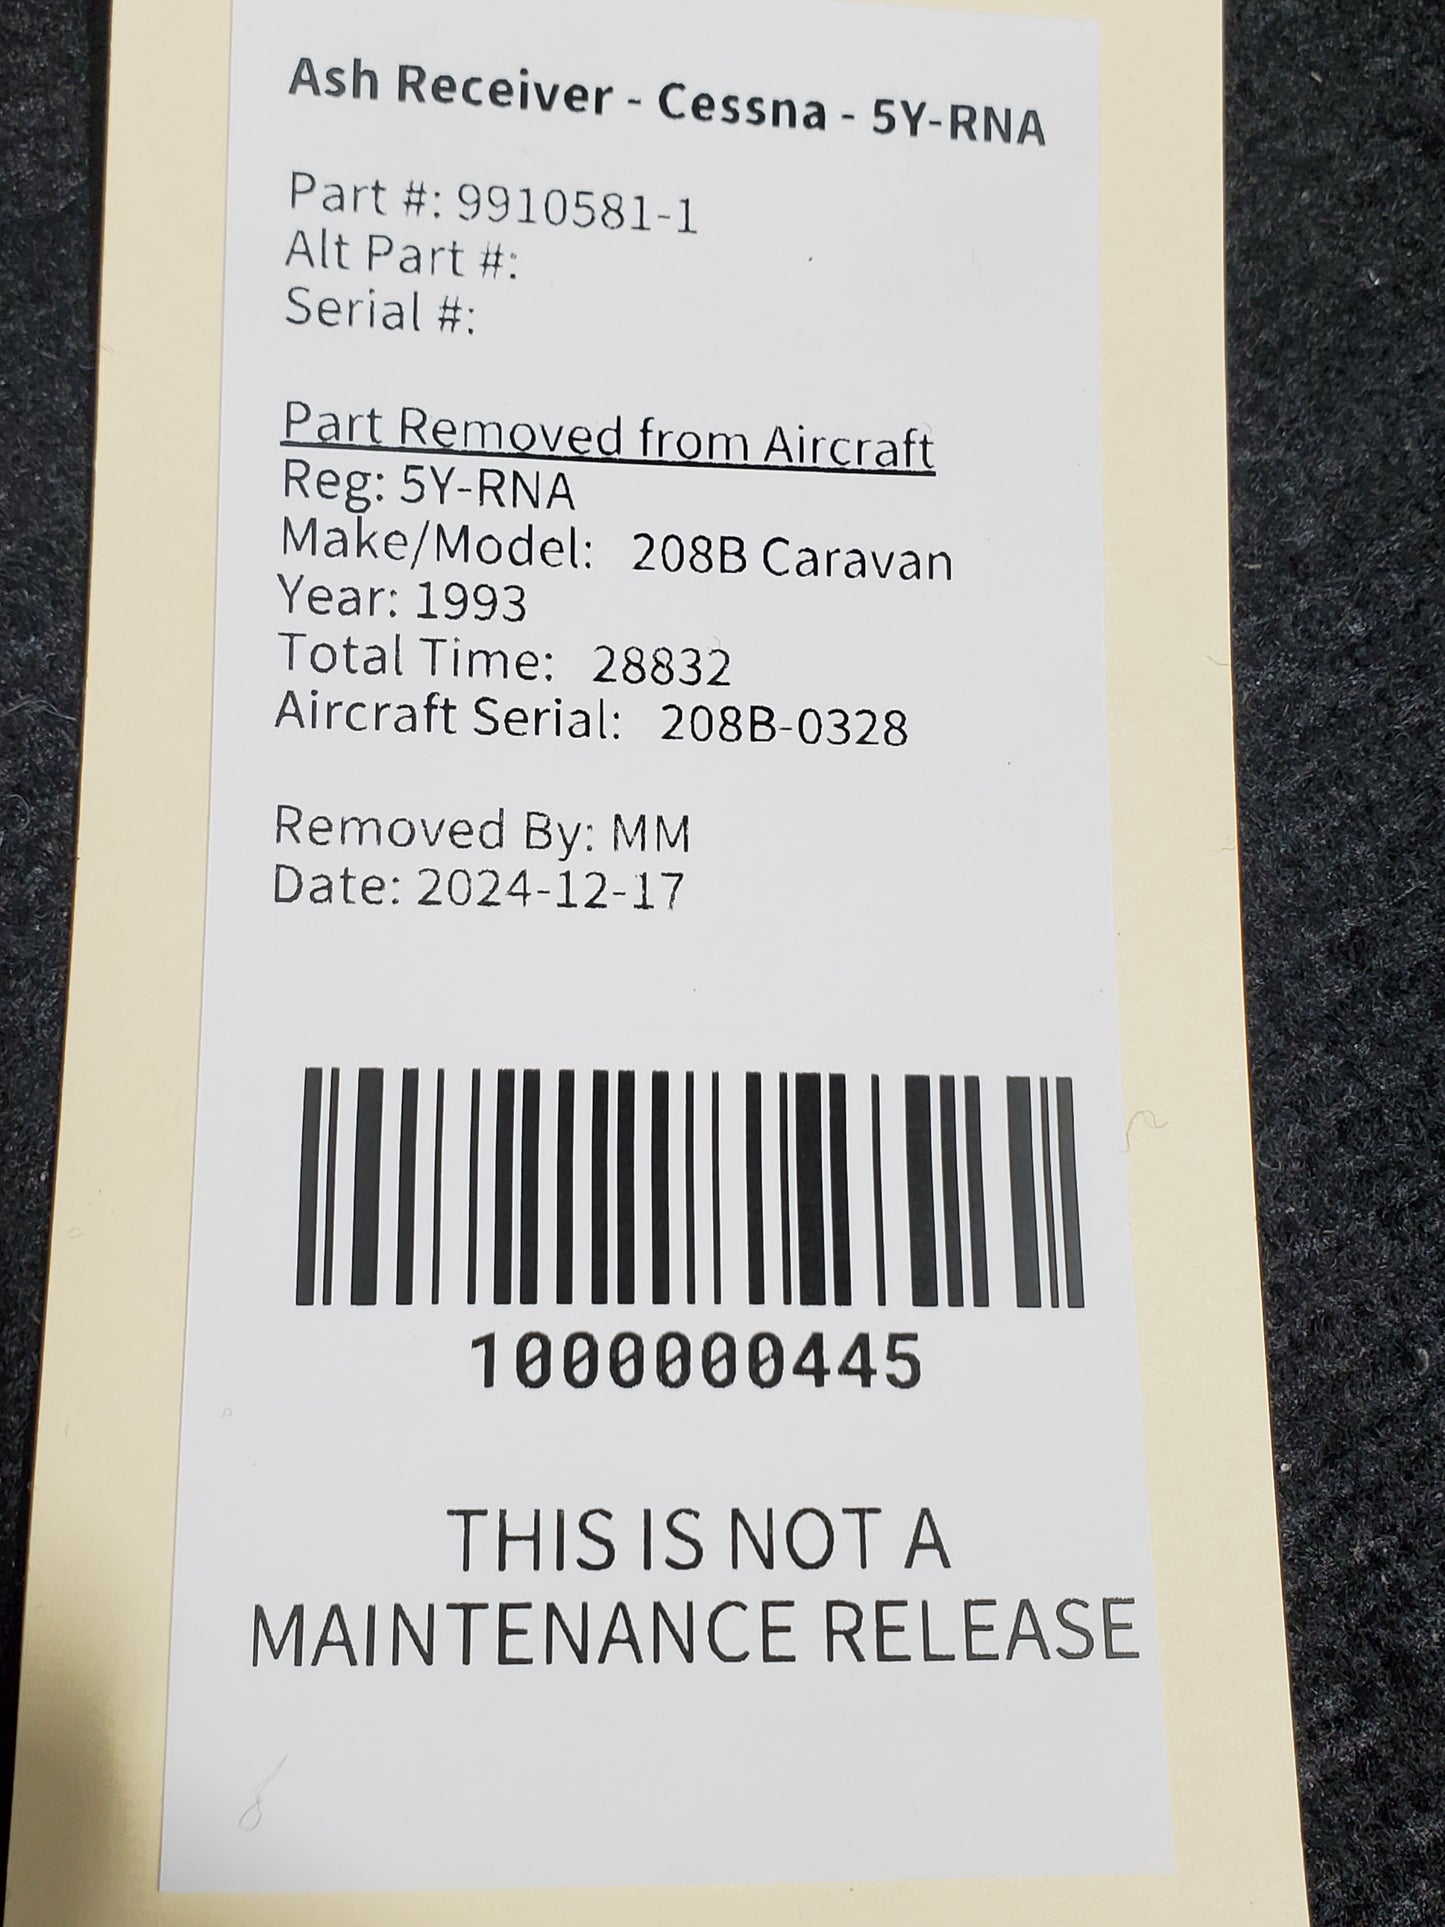 Ash Receiver - Cessna - 5Y-RNA
Part #: 9910581-1
Alt Part #:
Serial #:
Part Removed from Aircraft
Reg: 5Y-RNA
Make/Model: 208B Caravan
Year: 1993
Total Time: 28832
Aircraft Serial: 208B-0328
Removed By: MM
Date: 2024-12-17
1000000445
THIS IS NOT A
MAINTENANCE RELEASE